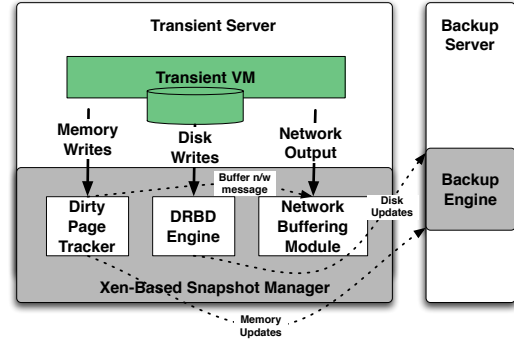 Transient Server
Backup
Server
Transient VM
Memory
Writes
Disk
Writes
Network
Output
Buffer n/w
message
Dirty
Page
Tracker
DRBD
Engine
Network
Buffering
Module
Disk
Updates
Backup
Engine
Xen-Based Snapshot Manager
Memory
Updates